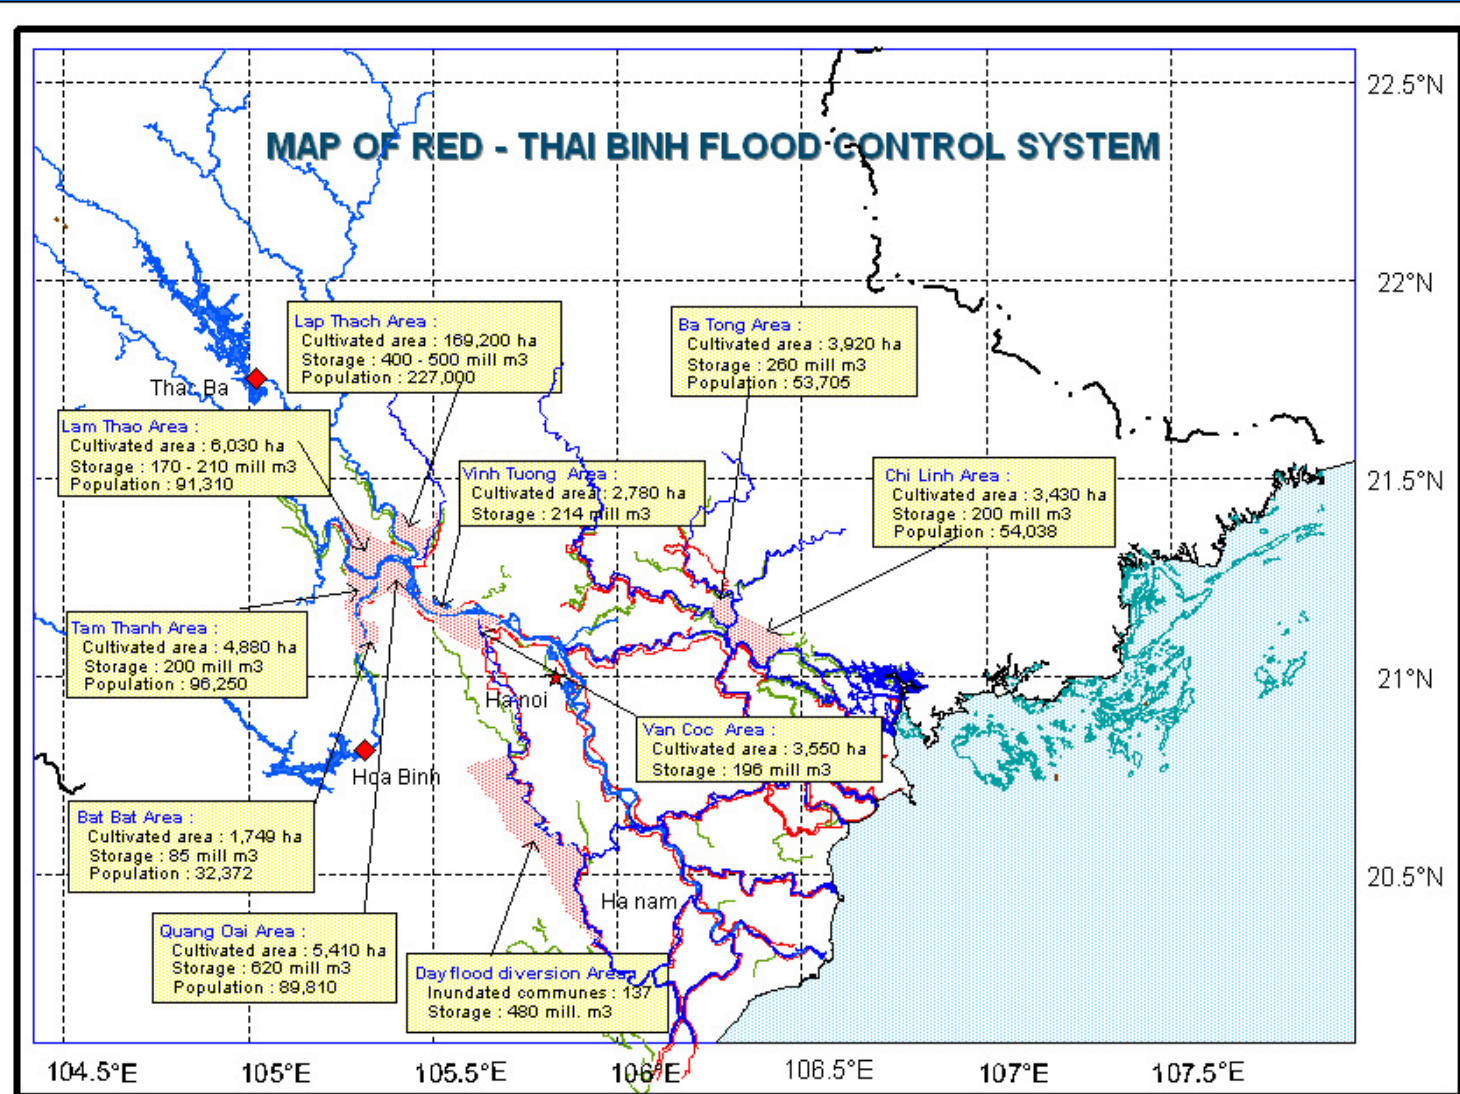 MAP OF RED - THAI BINH FLOOD CONTROL SYSTEM
22.5°N
22°N
21.5°N
21°N
20.5°N
Lap Thach Area :
Cultivated area : 169,200 ha
Storage : 400 - 500 mill m3
Population : 227,000
Ba Tong Area :
Cultivated area : 3,920 ha
Storage : 260 mill m3
Population : 53,705
Thac Ba
Lam Thao Area :
Cultivated area : 6,030 ha
Storage : 170 - 210 mill m3
Population : 91,310
Vinh Tuong Area :
Cultivated area : 2,780 ha
Storage : 214 mill m3
Chi Linh Area :
Cultivated area : 3,430 ha
Storage : 200 mill m3
Population : 54,038
Tam Thanh Area :
Cultivated area : 4,880 ha
Storage : 200 mill m3
Population : 96,250
Ha noi
Van Coc Area :
Cultivated area : 3,550 ha
Storage : 196 mill m3
Hoa Binh
Bat Bat Area :
Cultivated area : 1,749 ha
Storage : 85 mill m3
Population : 32,372
Ha nam
Quang Oai Area :
Cultivated area : 5,410 ha
Storage : 620 mill m3
Population : 89,810
Day flood diversion Area :
Inundated communes : 137
Storage : 480 mill. m3
104.5°E
105°E
105.5°E
106°E
106.5°E
107°E
107.5°E